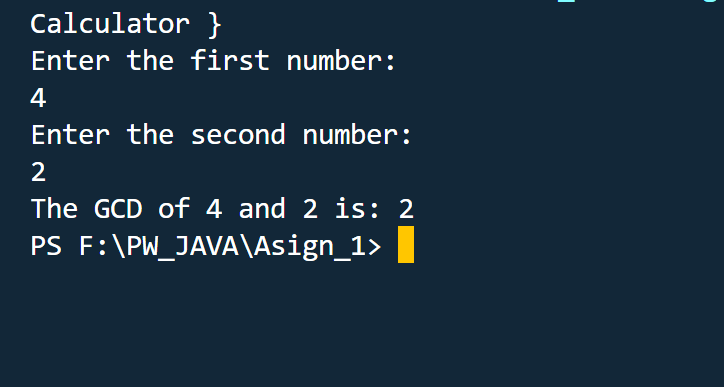 Calculator }
Enter the first number:
4
Enter the second number:
2
The GCD of 4 and 2 is: 2
PS F:\PW_JAVA\Asign_1>